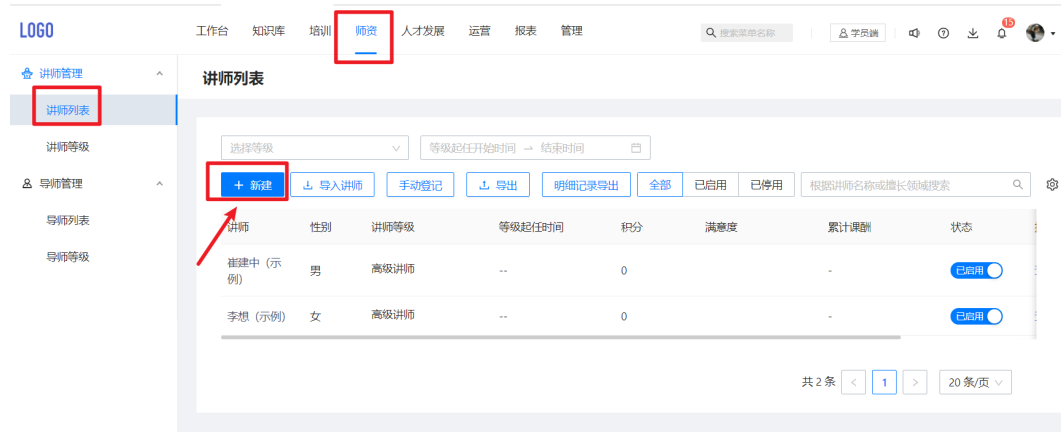 LOGO
工作台 知识库 培训 师资 人才发展 运营 报表 管理
搜索菜单名称
学员端
15
讲师管理
讲师列表
讲师等级
导师管理
导师列表
导师等级
讲师列表
选择等级
等级起任开始时间 → 结束时间
+ 新建 导入讲师 手动登记 导出 明细记录导出 全部 已启用 已停用 根据讲师名称或擅长领域搜索
讲师 性别 讲师等级 等级起任时间 积分 满意度 累计课酬 状态
崔建中（示
例） 男 高级讲师 -- 0 - 已启用
李想（示例） 女 高级讲师 -- 0 - 已启用
共 2 条 < 1 > 20 条/页